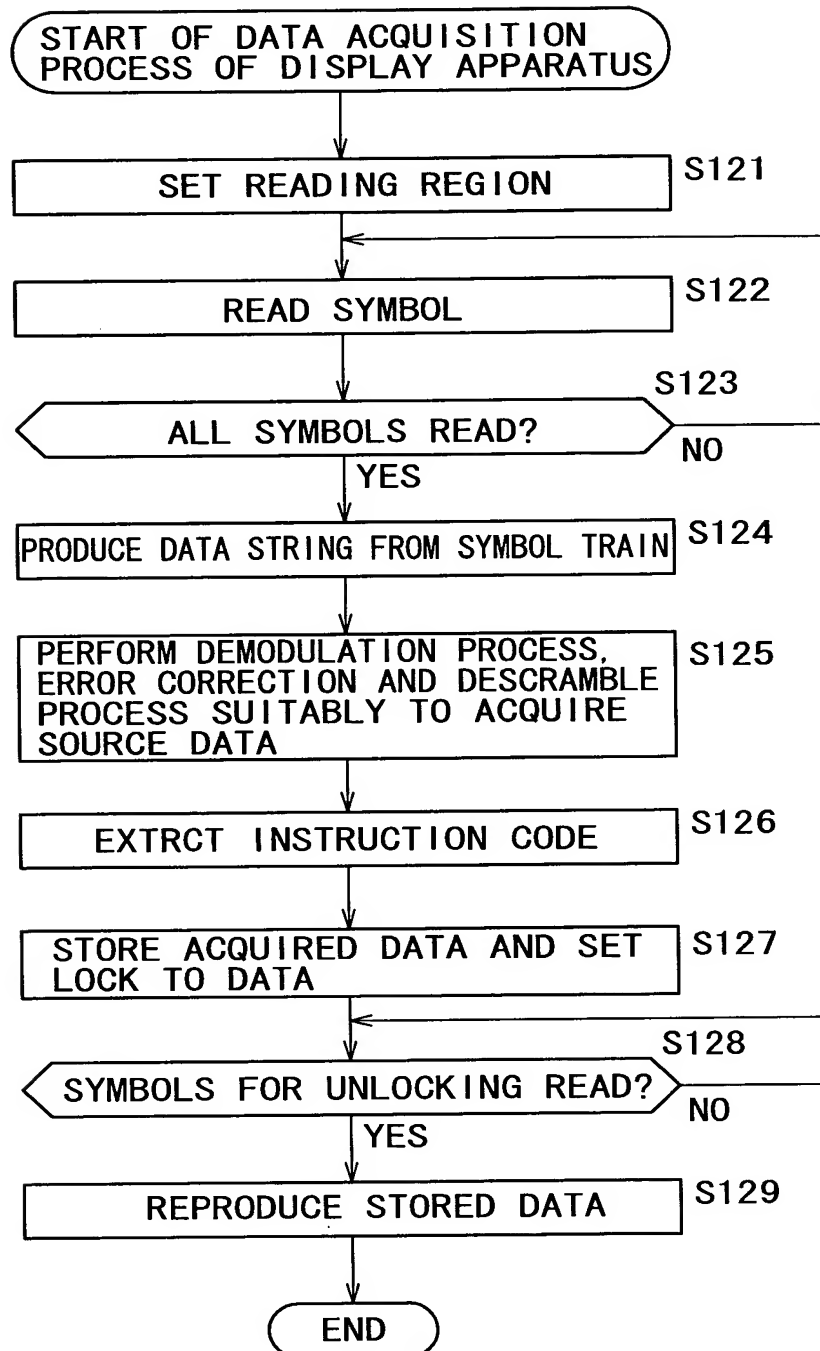 START OF DATA ACQUISITION
PROCESS OF DISPLAY APPARATUS
SET READING REGION
S121
READ SYMBOL
S122
S123
ALL SYMBOLS READ?
NO
YES
PRODUCE DATA STRING FROM SYMBOL TRAIN
S124
PERFORM DEMODULATION PROCESS,
ERROR CORRECTION AND DESCRAMBLE
PROCESS SUITABLY TO ACQUIRE
SOURCE DATA
S125
EXTRCT INSTRUCTION CODE
S126
STORE ACQUIRED DATA AND SET
LOCK TO DATA
S127
S128
SYMBOLS FOR UNLOCKING READ?
NO
YES
REPRODUCE STORED DATA
S129
END